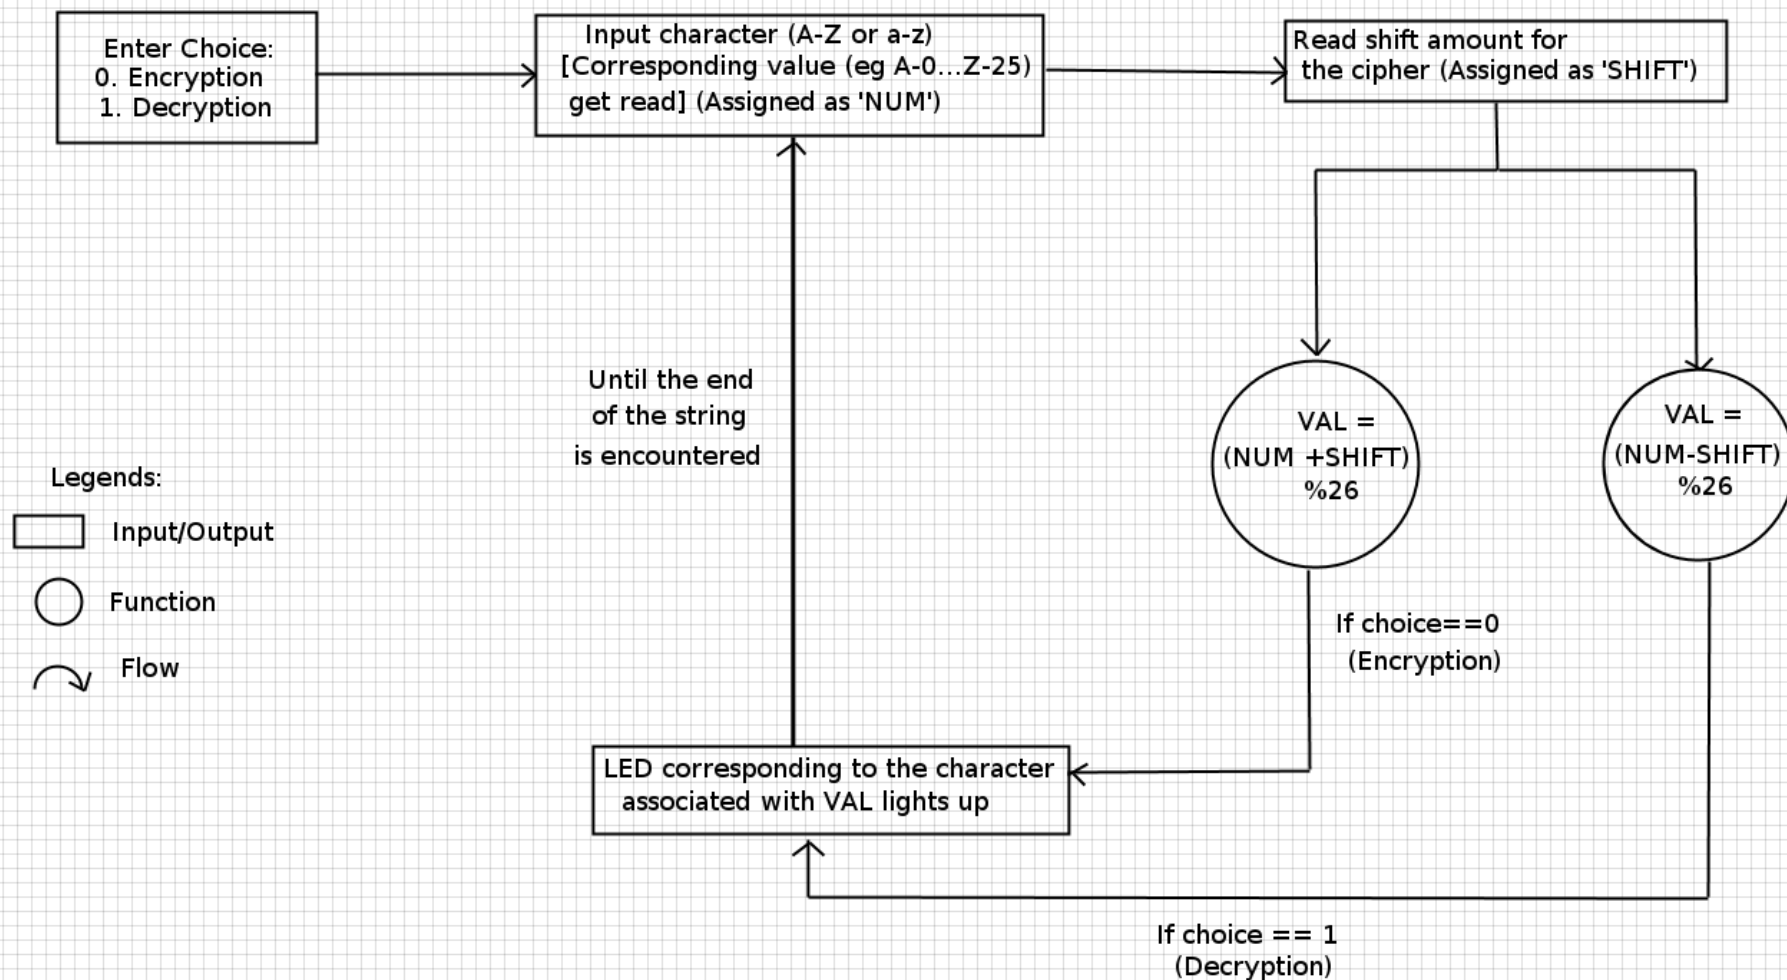 Enter Choice:
0. Encryption
1. Decryption
Input character (A-Z or a-z)
[Corresponding value (eg A-0...Z-25)
get read] (Assigned as 'NUM')
Read shift amount for
the cipher (Assigned as 'SHIFT')
Until the end
of the string
is encountered
VAL =
(NUM +SHIFT)
%26
VAL =
(NUM-SHIFT)
%26
Legends:
Input/Output
Function
Flow
If choice==0
(Encryption)
LED corresponding to the character
associated with VAL lights up
If choice == 1
(Decryption)